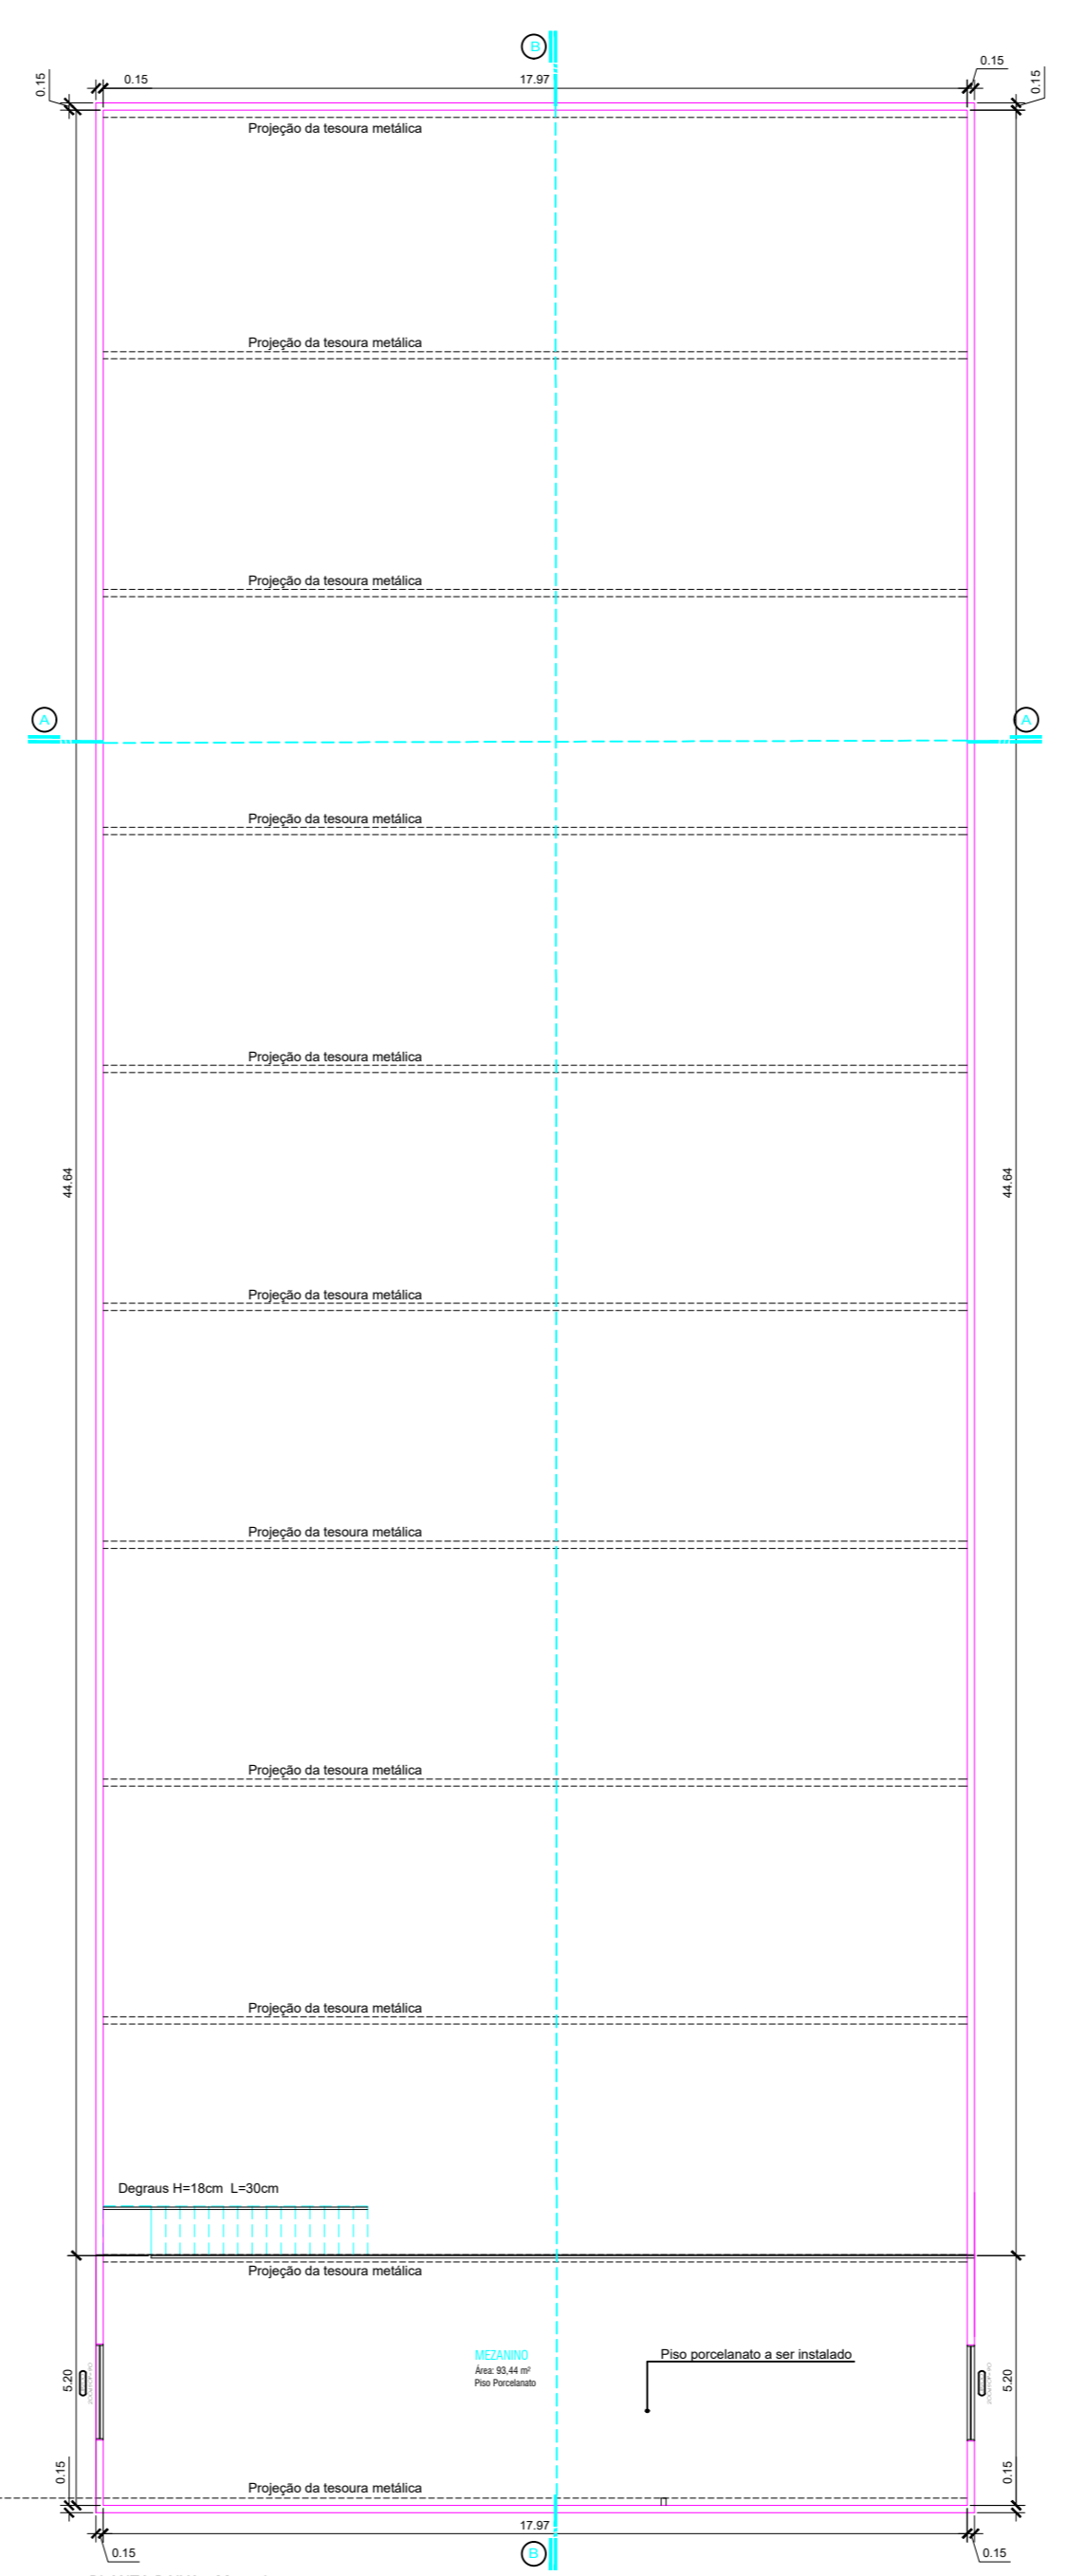 B
0.15
0.15
17.97
0.15
0.15
Projeção da tesoura metálica
Projeção da tesoura metálica
Projeção da tesoura metálica
A
A
Projeção da tesoura metálica
Projeção da tesoura metálica
44.64
44.64
Projeção da tesoura metálica
Projeção da tesoura metálica
Projeção da tesoura metálica
Projeção da tesoura metálica
Degraus H=18cm L=30cm
Projeção da tesoura metálica
MEZANINO
Área: 93,44 m²
Piso Porcelanato
Piso porcelanato a ser instalado
5.20
5.20
0.15
0.15
Projeção da tesoura metálica
17.97
0.15
B
0.15